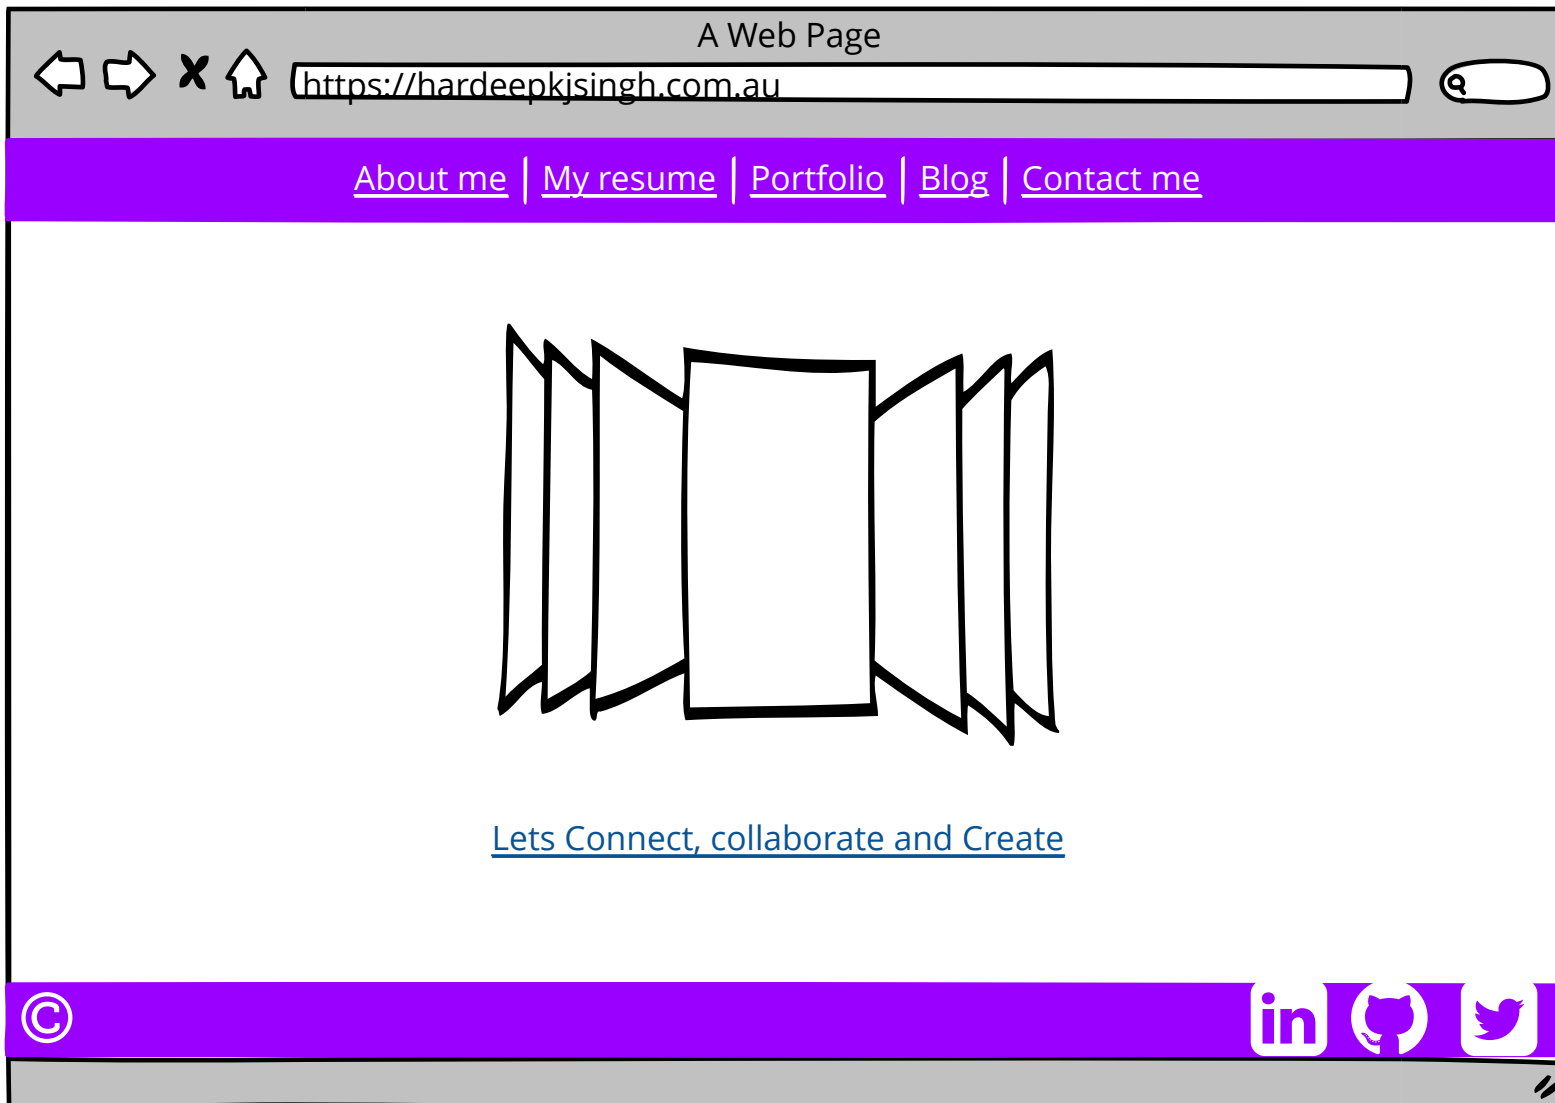 A Web Page
https://hardeepkjsingh.com.au
About me | My resume | Portfolio | Blog | Contact me
Lets Connect, collaborate and Create
©
in